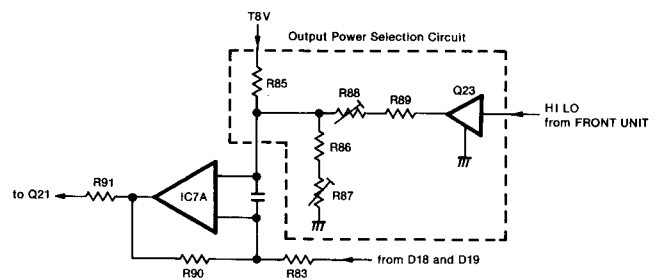 T8V
Output Power Selection Circuit
R85
R88
R89
Q23
HI LO
from FRONT UNIT
R86
R87
to Q21
R91
IC7A
R90
R83
from D18 and D19